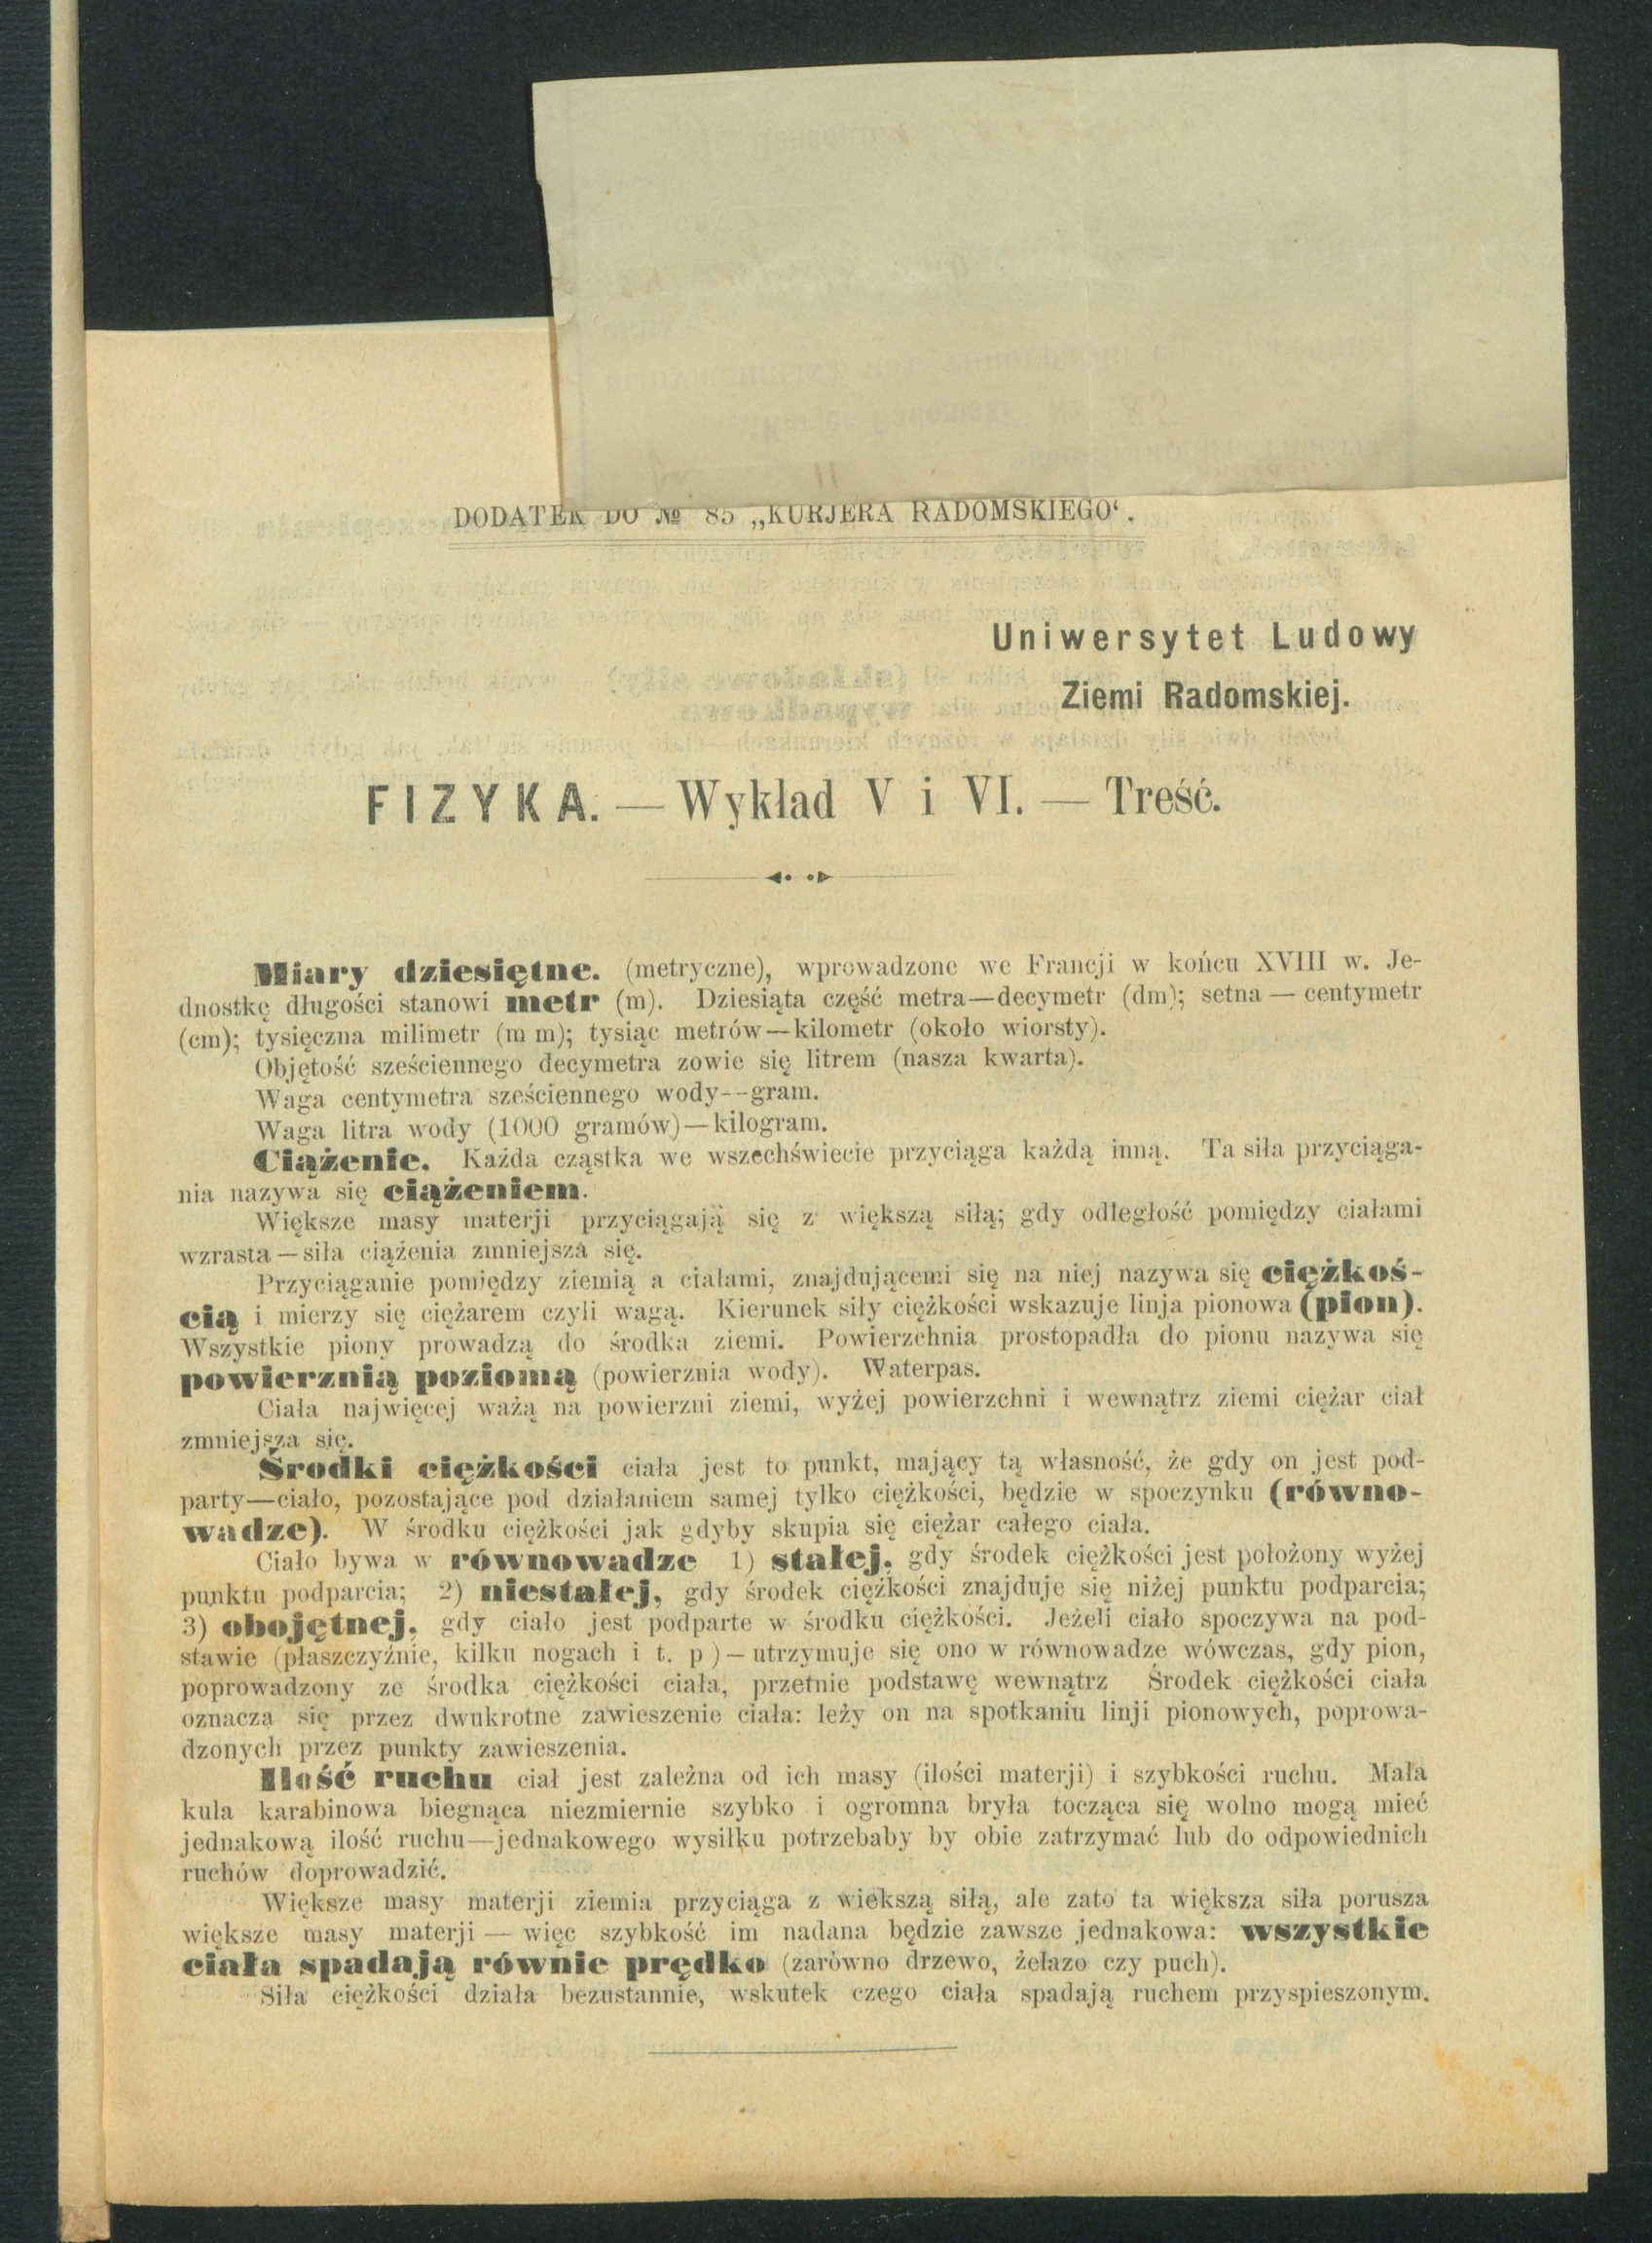 DODATEK DO № 85 „KURJERA RADOMSKIEGO“.
Uniwersytet Ludowy
Ziemi Radomskiej.
FIZYKA. — Wykład V i VI. — Treść.
Miary dziesiętne. (metryczne), wprowadzone we Francji w końcu XVIII w. Je-
dnostkę długości stanowi metr (m). Dziesiąta część metra—decymetr (dm); setna — centymetr
(cm); tysięczna milimetr (m m); tysiąc metrów—kilometr (około wiorsty).
Objętość sześciennego decymetra zowie się litrem (nasza kwarta).
Waga centymetra sześciennego wody--gram.
Waga litra wody (1000 gramów)—kilogram.
Ciążenie. Każda cząstka we wszechświecie przyciąga każdą inną. Ta siła przyciąga-
nia nazywa się ciążeniem.
Większe masy materji przyciągają się z większą siłą; gdy odległość pomiędzy ciałami
wzrasta—siła ciążenia zmniejsza się.
Przyciąganie pomiędzy ziemią a ciałami, znajdującemi się na niej nazywa się ciężkoś-
cią i mierzy się ciężarem czyli wagą. Kierunek siły ciężkości wskazuje linja pionowa (pion).
Wszystkie piony prowadzą do środka ziemi. Powierzchnia prostopadła do pionu nazywa się
powierznią poziomą (powierznia wody). Waterpas.
Ciała najwięcej ważą na powierzni ziemi, wyżej powierzchni i wewnątrz ziemi ciężar ciał
zmniejsza się.
Środki ciężkości ciała jest to punkt, mający tą własność, że gdy on jest pod-
party—ciało, pozostające pod działaniem samej tylko ciężkości, będzie w spoczynku (równo-
wadze). W środku ciężkości jak gdyby skupia się ciężar całego ciała.
Ciało bywa w równowadze 1) stałej, gdy środek ciężkości jest położony wyżej
punktu podparcia; 2) niestałej, gdy środek ciężkości znajduje się niżej punktu podparcia;
3) obojętnej, gdy ciało jest podparte w środku ciężkości. Jeżeli ciało spoczywa na pod-
stawie (płaszczyźnie, kilku nogach i t. p ) — utrzymuje się ono w równowadze wówczas, gdy pion,
poprowadzony ze środka ciężkości ciała, przetnie podstawę wewnątrz Środek ciężkości ciała
oznacza się przez dwukrotne zawieszenie ciała: leży on na spotkaniu linji pionowych, poprowa-
dzonych przez punkty zawieszenia.
Ilość ruchu ciał jest zależna od ich masy (ilości materji) i szybkości ruchu. Mała
kula karabinowa biegnąca niezmiernie szybko i ogromna bryła tocząca się wolno mogą mieć
jednakową ilość ruchu—jednakowego wysiłku potrzebaby by obie zatrzymać lub do odpowiednich
ruchów doprowadzić.
Większe masy materji ziemia przyciąga z większą siłą, ale zato ta większa siła porusza
większe masy materji — więc szybkość im nadana będzie zawsze jednakowa: wszystkie
ciała spadają równie prędko (zarówno drzewo, żelazo czy puch).
Siła ciężkości działa bezustannie, wskutek czego ciała spadają ruchem przyspieszonym.